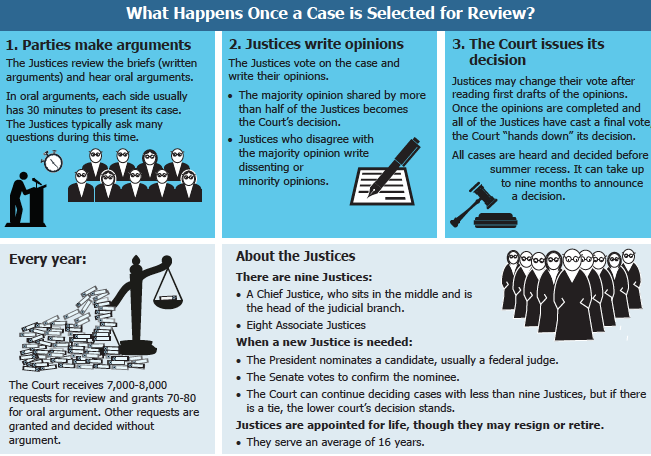 What Happens Once a Case is Selected for Review?
1. Parties make arguments
The Justices review the briefs (written
arguments) and hear oral arguments.
In oral arguments, each side usually
has 30 minutes to present its case.
The Justices typically ask many
questions during this time.
2. Justices write opinions
The Justices vote on the case and
write their opinions.
• The majority opinion shared by more
than half of the Justices becomes
the Court's decision.
• Justices who disagree with
the majority opinion write
dissenting or
minority opinions.
3. The Court issues its
decision
Justices may change their vote after
reading first drafts of the opinions.
Once the opinions are completed and
all of the Justices have cast a final vote,
the Court "hands down" its decision.
All cases are heard and decided before
summer recess. It can take up
to nine months to announce
a decision.
Every year:
The Court receives 7,000-8,000
requests for review and grants 70-80
for oral argument. Other requests are
granted and decided without
argument.
About the Justices
There are nine Justices:
• A Chief Justice, who sits in the middle and is
the head of the judicial branch.
• Eight Associate Justices
When a new Justice is needed:
• The President nominates a candidate, usually a federal judge.
• The Senate votes to confirm the nominee.
• The Court can continue deciding cases with less than nine Justices, but if there
is a tie, the lower court's decision stands.
Justices are appointed for life, though they may resign or retire.
• They serve an average of 16 years.